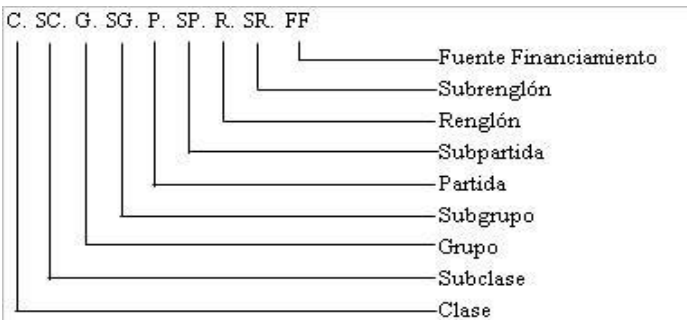 C. SC. G. SG. P. SP. R. SR. FF
Fuente Financiamiento
Subrenglón
Renglón
Subpartida
Partida
Subgrupo
Grupo
Subclase
Clase